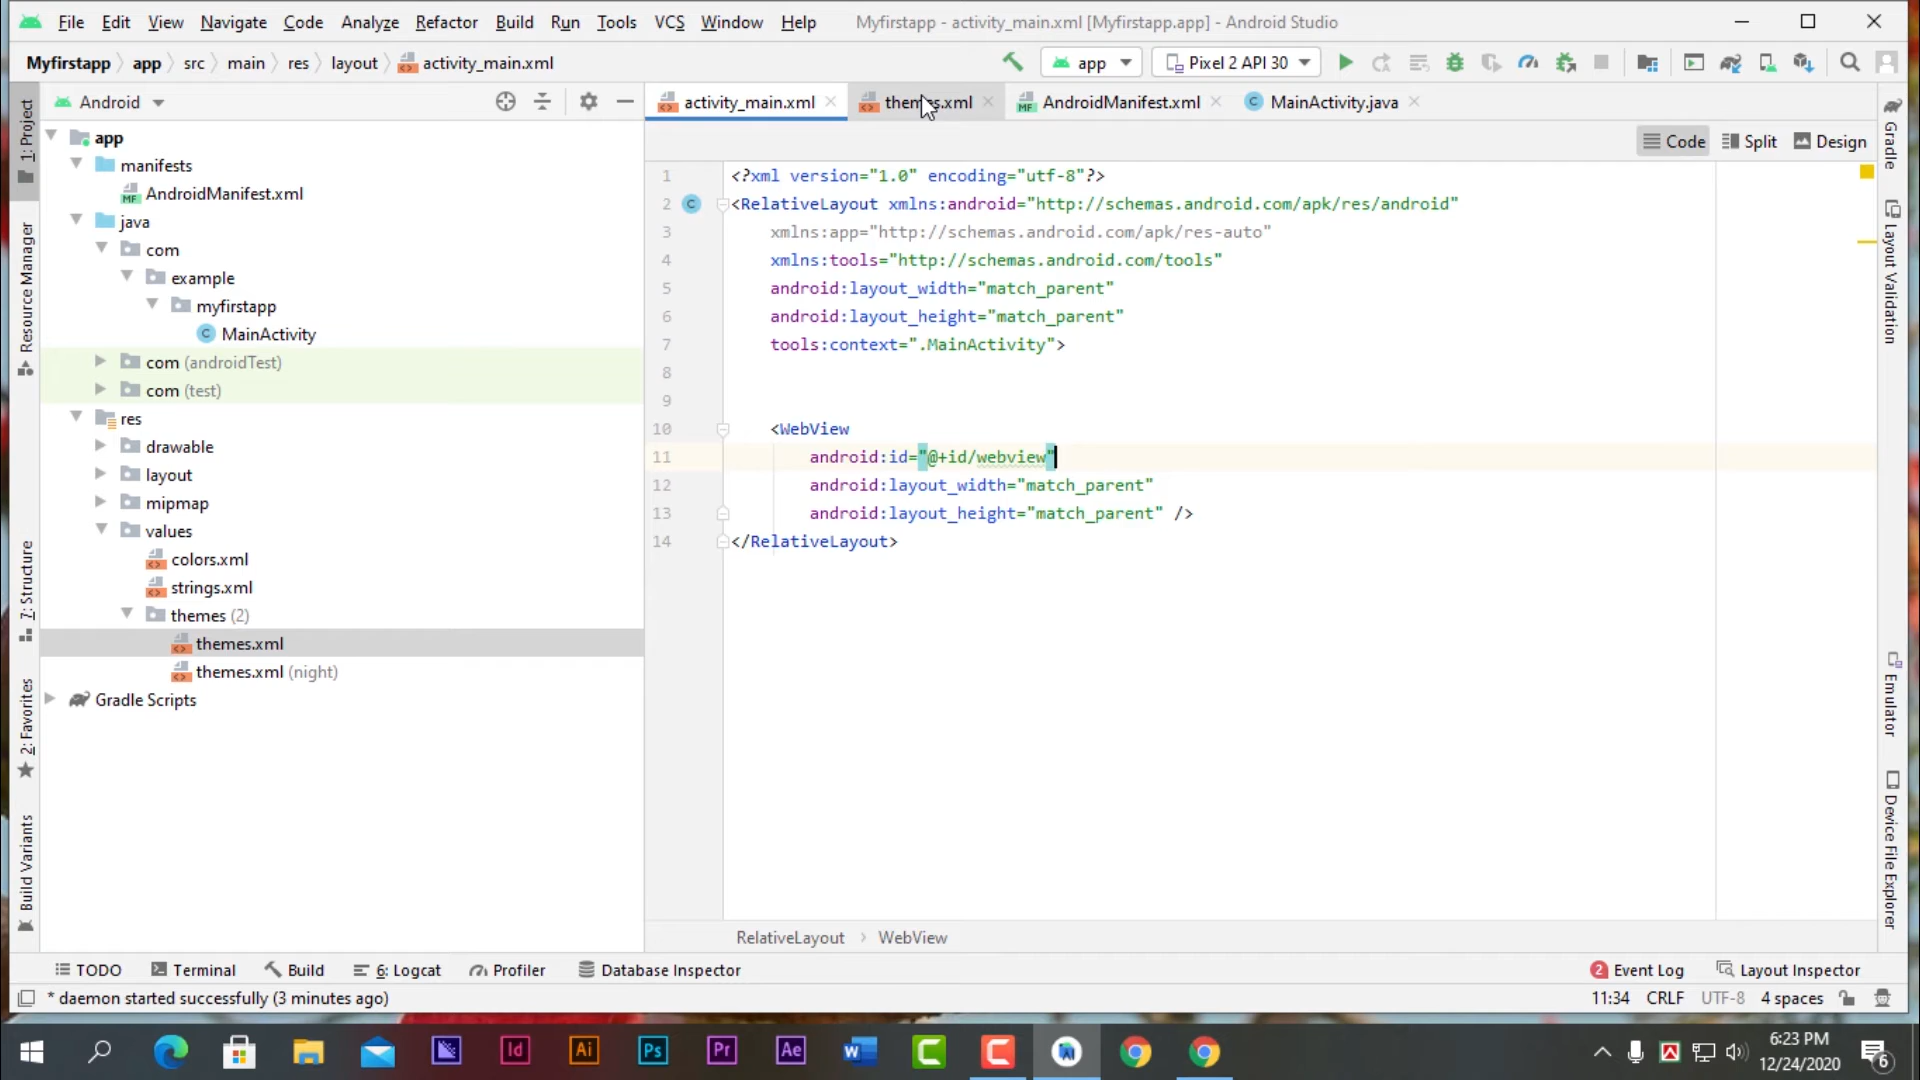 File Edit View Navigate Code Analyze Refactor Build Run Tools VCS Window Help Myfirstapp - activity_main.xml [Myfirstapp.app] - Android Studio
Myfirstapp app src main res layout activity_main.xml app Pixel 2 API 30
Android activity_main.xml themes.xml AndroidManifest.xml MainActivity.java
Code Split Design
1: Project
Resource Manager
7: Structure
2: Favorites
Build Variants
app
manifests
AndroidManifest.xml
java
com
example
myfirstapp
MainActivity
com (androidTest)
com (test)
res
drawable
layout
mipmap
values
colors.xml
strings.xml
themes (2)
themes.xml
themes.xml (night)
Gradle Scripts
1 <?xml version="1.0" encoding="utf-8"?>
2 <RelativeLayout xmlns:android="http://schemas.android.com/apk/res/android"
3 xmlns:app="http://schemas.android.com/apk/res-auto"
4 xmlns:tools="http://schemas.android.com/tools"
5 android:layout_width="match_parent"
6 android:layout_height="match_parent"
7 tools:context=".MainActivity">
8
9
10 <WebView
11 android:id="@+id/webview"
12 android:layout_width="match_parent"
13 android:layout_height="match_parent" />
14 </RelativeLayout>
Gradle
Layout Validation
Emulator
Device File Explorer
RelativeLayout WebView
TODO Terminal Build 6: Logcat Profiler Database Inspector 2 Event Log Layout Inspector
* daemon started successfully (3 minutes ago) 11:34 CRLF UTF-8 4 spaces
Id Ai Ps Pr Ae W
6:23 PM
12/24/2020
6